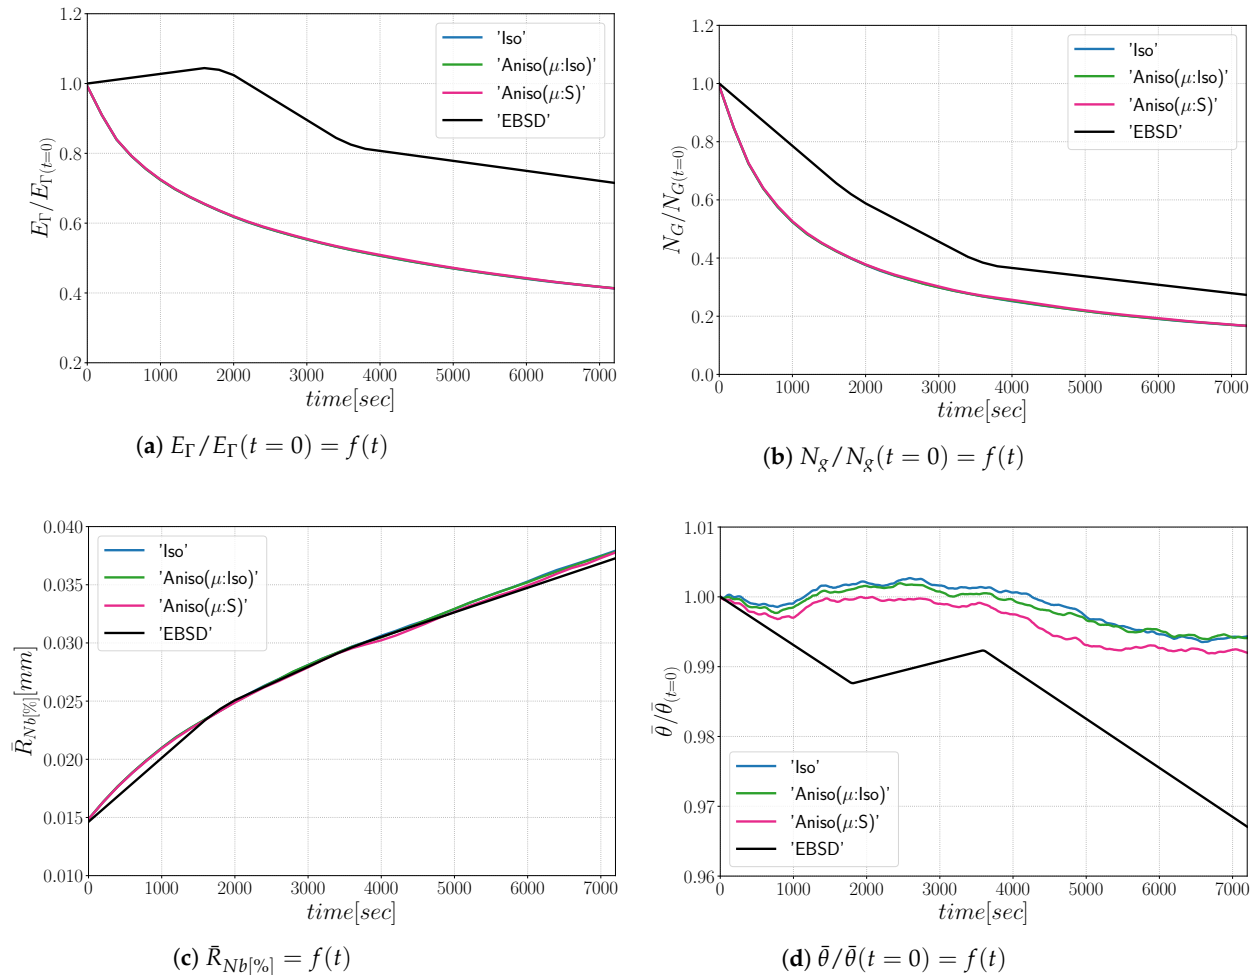 1.2
1.0
0.8
0.6
0.4
0.2
E_Γ/E_Γ(t=0)
0 1000 2000 3000 4000 5000 6000 7000
time[sec]
'Iso'
'Aniso(μ:Iso)'
'Aniso(μ:S)'
'EBSD'
(a) E_Γ/E_Γ(t = 0) = f(t)
1.2
1.0
0.8
0.6
0.4
0.2
0.0
N_G/N_G(t=0)
0 1000 2000 3000 4000 5000 6000 7000
time[sec]
'Iso'
'Aniso(μ:Iso)'
'Aniso(μ:S)'
'EBSD'
(b) N_g/N_g(t = 0) = f(t)
0.040
0.035
0.030
0.025
0.020
0.015
0.010
R̄_Nb[%][mm]
0 1000 2000 3000 4000 5000 6000 7000
time[sec]
'Iso'
'Aniso(μ:Iso)'
'Aniso(μ:S)'
'EBSD'
(c) R̄_Nb[%] = f(t)
1.01
1.00
0.99
0.98
0.97
0.96
θ̄/θ̄(t=0)
0 1000 2000 3000 4000 5000 6000 7000
time[sec]
'Iso'
'Aniso(μ:Iso)'
'Aniso(μ:S)'
'EBSD'
(d) θ̄/θ̄(t = 0) = f(t)